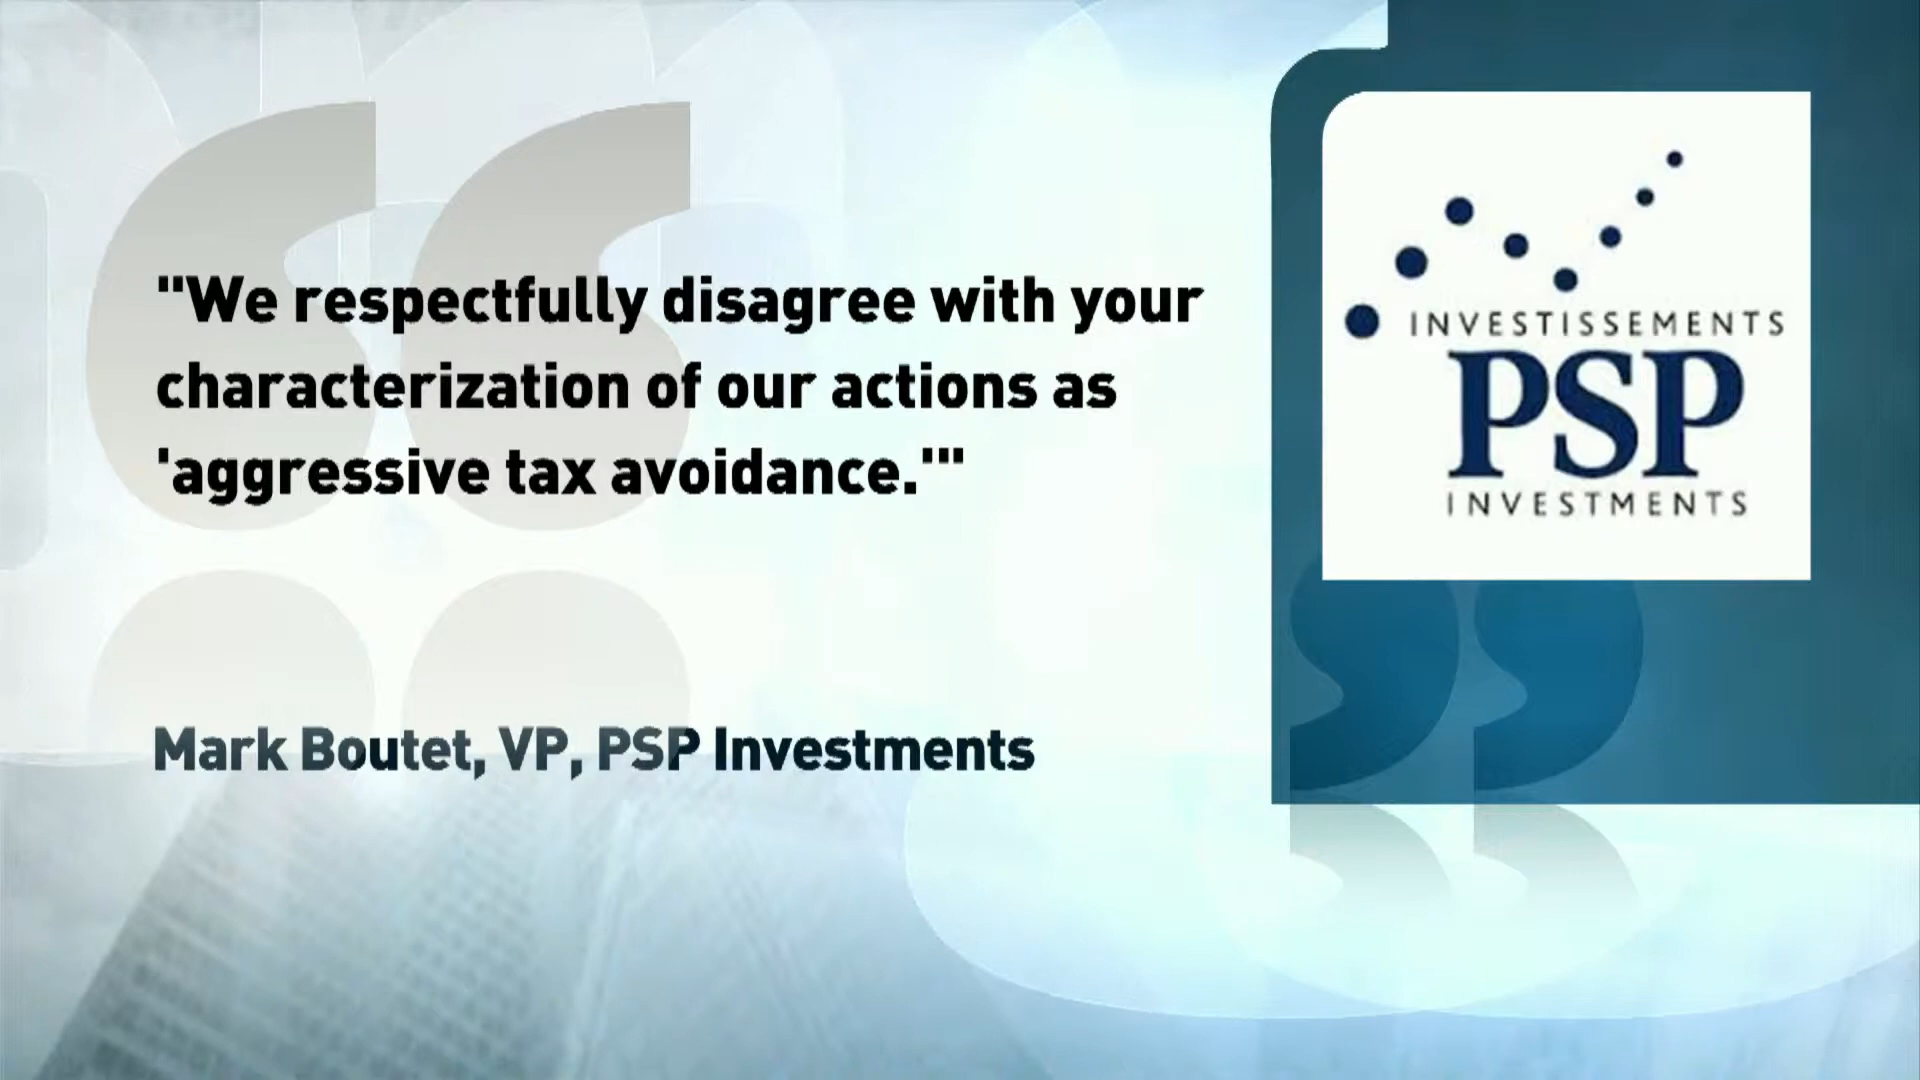 "We respectfully disagree with your
characterization of our actions as
'aggressive tax avoidance.'"
Mark Boutet, VP, PSP Investments
INVESTISSEMENTS
PSP
INVESTMENTS